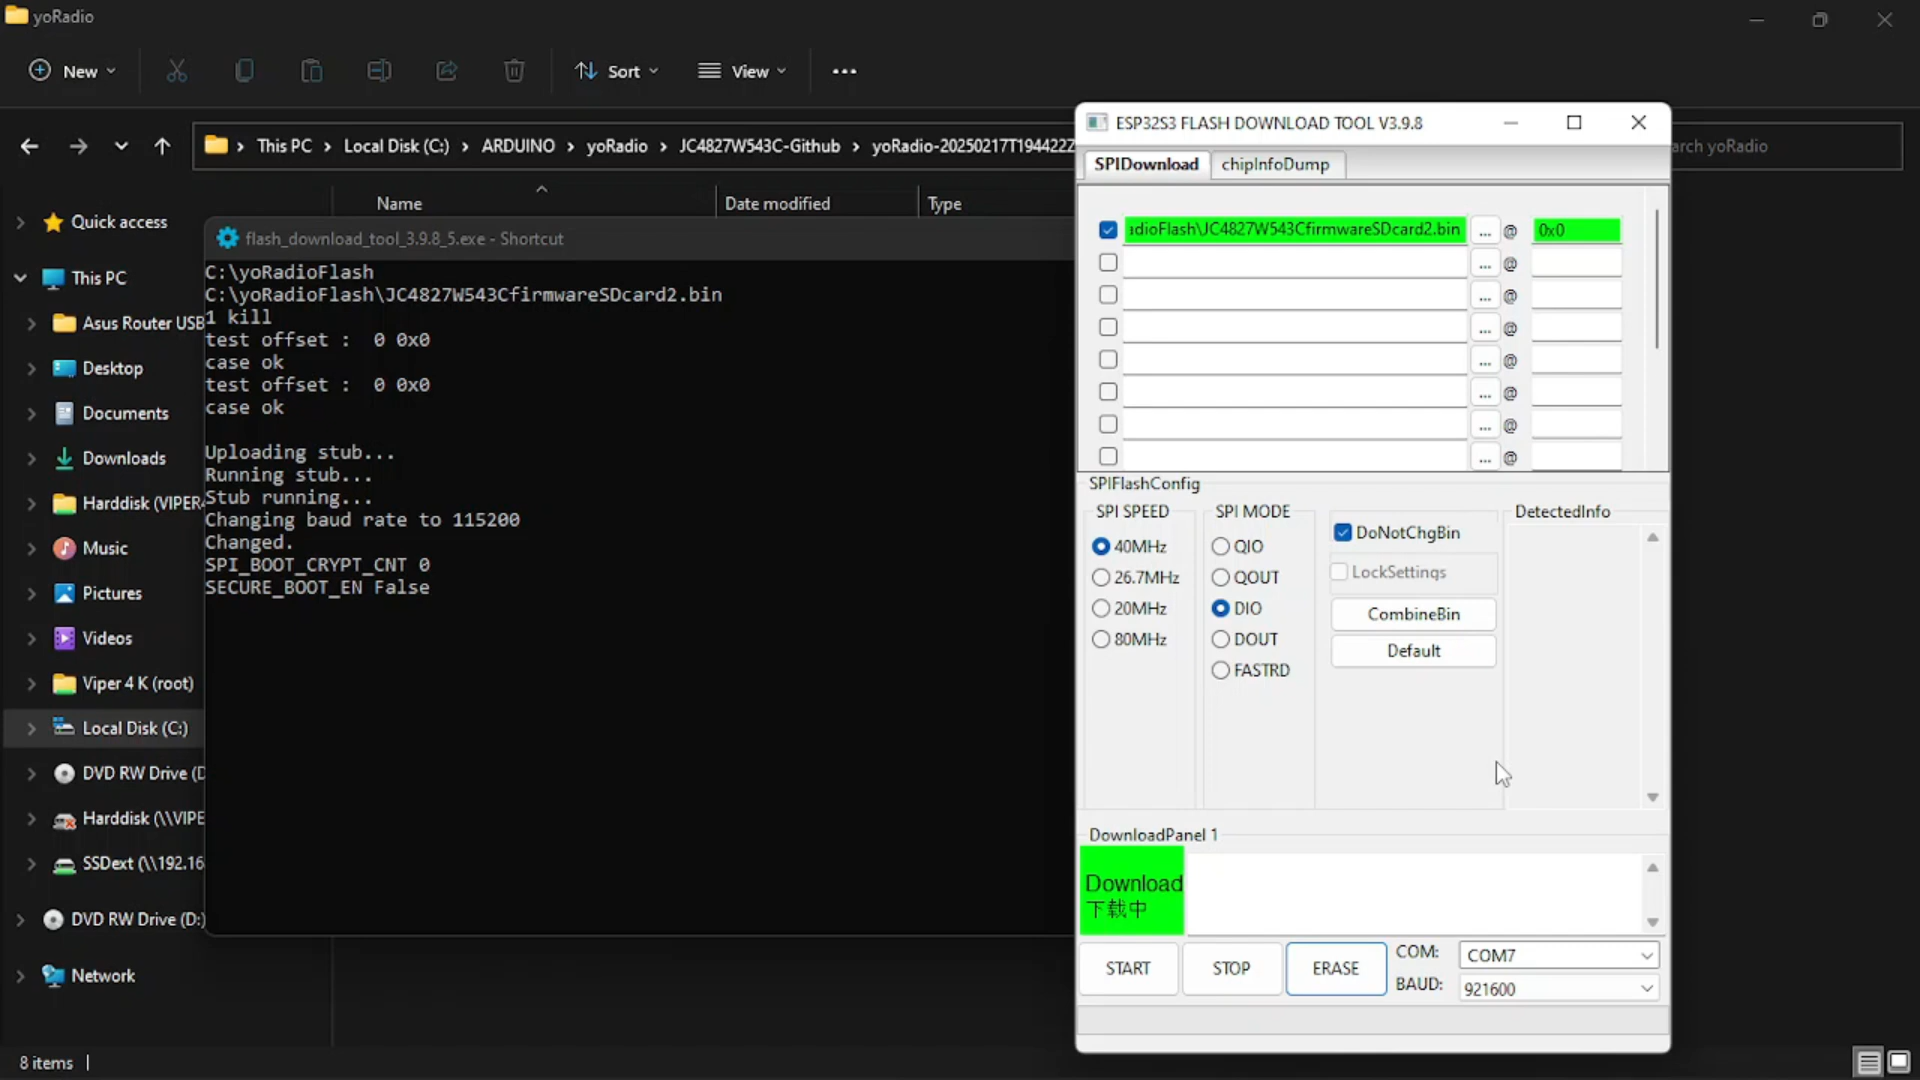 yoRadio
New
Sort
View
This PC
Local Disk (C:)
ARDUINO
yoRadio
JC4827W543C-Github
yoRadio-20250217T194422Z
arch yoRadio
Name
Date modified
Type
Quick access
This PC
Asus Router USB
Desktop
Documents
Downloads
Harddisk (VIPER4
Music
Pictures
Videos
Viper 4 K (root)
Local Disk (C:)
DVD RW Drive (D
Harddisk (\\VIPE
SSDext (\\192.16
DVD RW Drive (D:)
Network
8 items
flash_download_tool_3.9.8_5.exe - Shortcut
C:\yoRadioFlash
C:\yoRadioFlash\JC4827W543CfirmwareSDcard2.bin
1 kill
test offset :  0 0x0
case ok
test offset :  0 0x0
case ok
Uploading stub...
Running stub...
Stub running...
Changing baud rate to 115200
Changed.
SPI_BOOT_CRYPT_CNT 0
SECURE_BOOT_EN False
ESP32S3 FLASH DOWNLOAD TOOL V3.9.8
SPIDownload
chipInfoDump
adioFlash\JC4827W543CfirmwareSDcard2.bin ... @ 0x0
... @
... @
... @
... @
... @
... @
... @
SPIFlashConfig
SPI SPEED
40MHz
26.7MHz
20MHz
80MHz
SPI MODE
QIO
QOUT
DIO
DOUT
FASTRD
DoNotChgBin
LockSettings
CombineBin
Default
DetectedInfo
DownloadPanel 1
Download
下载中
START
STOP
ERASE
COM:
COM7
BAUD:
921600